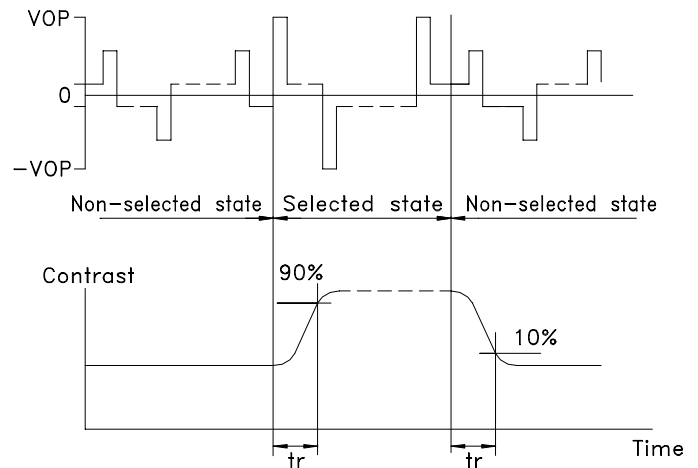 VOP
0
-VOP
Non-selected state
Selected state
Non-selected state
Contrast
90%
10%
Time
tr
tr